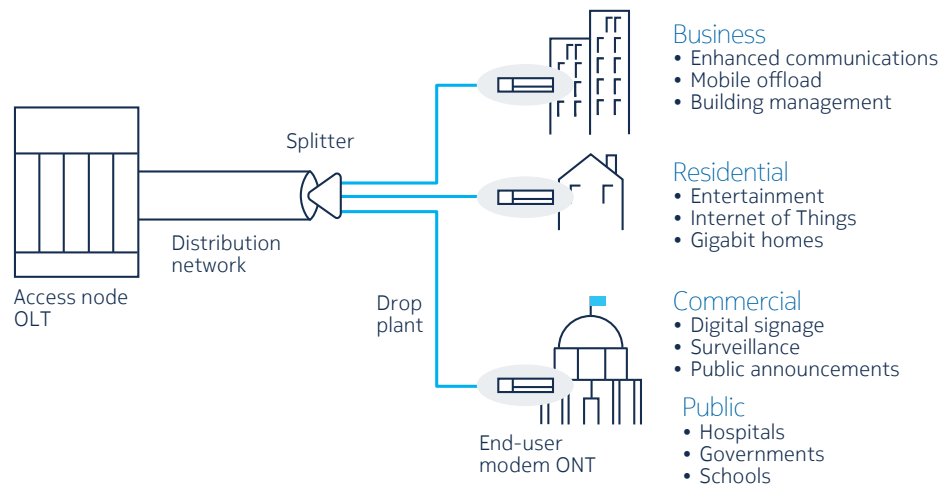 Splitter
Distribution
network
Access node
OLT
Drop
plant
End-user
modem ONT
Business
• Enhanced communications
• Mobile offload
• Building management
Residential
• Entertainment
• Internet of Things
• Gigabit homes
Commercial
• Digital signage
• Surveillance
• Public announcements
Public
• Hospitals
• Governments
• Schools